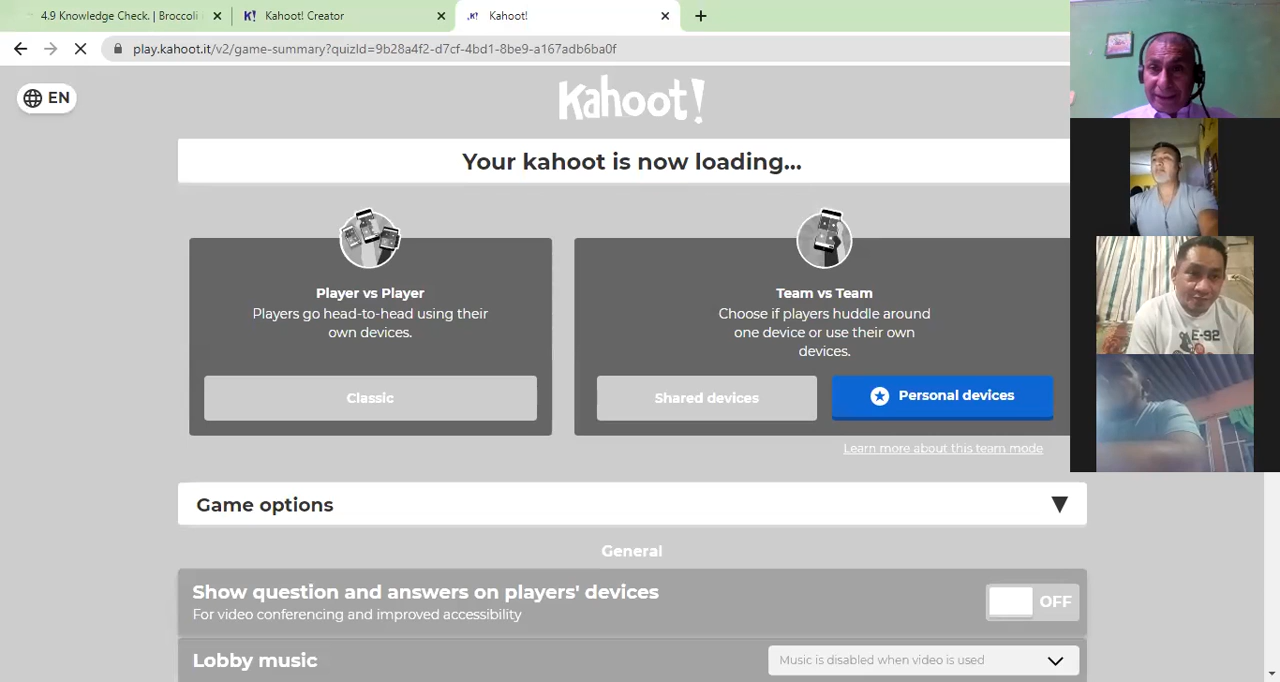 4.9 Knowledge Check. | Broccoli
K! Kahoot! Creator
K! Kahoot!
play.kahoot.it/v2/game-summary?quizId=9b28a4f2-d7cf-4bd1-8be9-a167adb6ba0f
EN
Kahoot!
Your kahoot is now loading...
Player vs Player
Players go head-to-head using their
own devices.
Classic
Team vs Team
Choose if players huddle around
one device or use their own
devices.
Shared devices
Personal devices
Learn more about this team mode
Game options
General
Show question and answers on players' devices
For video conferencing and improved accessibility
OFF
Lobby music
Music is disabled when video is used
E-92